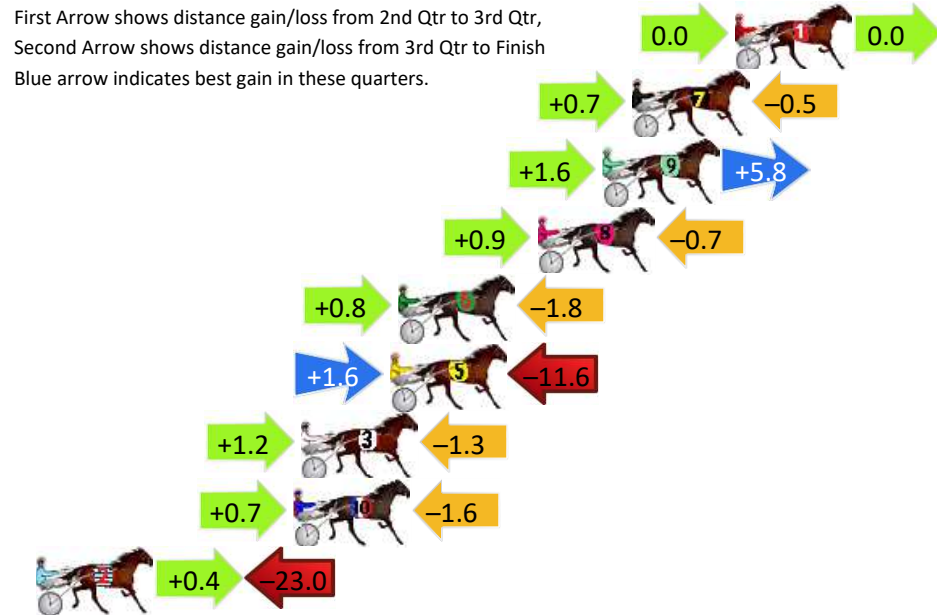 First Arrow shows distance gain/loss from 2nd Qtr to 3rd Qtr,
Second Arrow shows distance gain/loss from 3rd Qtr to Finish
Blue arrow indicates best gain in these quarters.
0.0 1 0.0
+0.7 7 –0.5
+1.6 9 +5.8
+0.9 8 –0.7
+0.8 –1.8
+1.6 5 –11.6
+1.2 3 –1.3
+0.7 10 –1.6
2 +0.4 –23.0